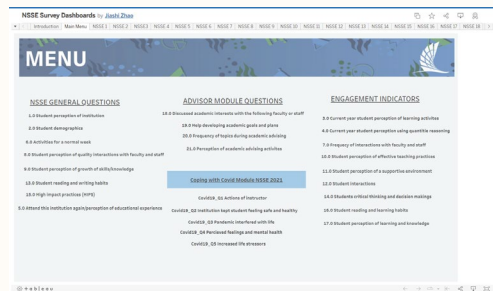 NSSE Survey Dashboards by Joshi Zhao
Introduction Main Menu NSSE 1 NSSE 2 NSSE3 NSSE 4 NSSE 5 NSSE 6 NSSE 7 NSSE 8 NSSE 9 NSSE 10 NSSE 11 NSSE 12 NSSE 13 NSSE 14 NSSE 15 NSSE 16 NSSE 17 NSSE 18
MENU
NSSE GENERAL QUESTIONS
1.0 Student perception of institution
2.0 Student demographics
6.0 Activities for a normal week
8.0 Student perception of quality interactions with faculty and staff
9.0 Student perception of growth of skills/knowledge
13.0 Student reading and writing habits
15.0 High impact practices (HIPS)
5.0 Attend this institution again/perception of educational experience
ADVISOR MODULE QUESTIONS
18.0 Discussed academic interests with the following faculty or staff
19.0 Help developing academic goals and plans
20.0 Frequency of topics during academic advising
21.0 Perception of academic advising activities
Coping with Covid Module NSSE 2021
Covid19_Q1 Actions of instructor
Covid19_Q2 Institution kept student feeling safe and healthy
Covid19_Q3 Pandemic interfered with life
Covid19_Q4 Percieved feelings and mental health
Covid19_Q5 Increased life stressors
ENGAGEMENT INDICATORS
3.0 Current year student perception of learning activites
4.0 Current year student perception using quantitie reasoning
7.0 Frequecy of interactions with faculty and staff
10.0 Student perception of effective teaching practices
11.0 Student perception of a supportive environment
12.0 Student interactions
14.0 Students critical thinking and decision makings
16.0 Student reading and learning habits
17.0 Student perception of learning and knowledge
+ a b l e a u